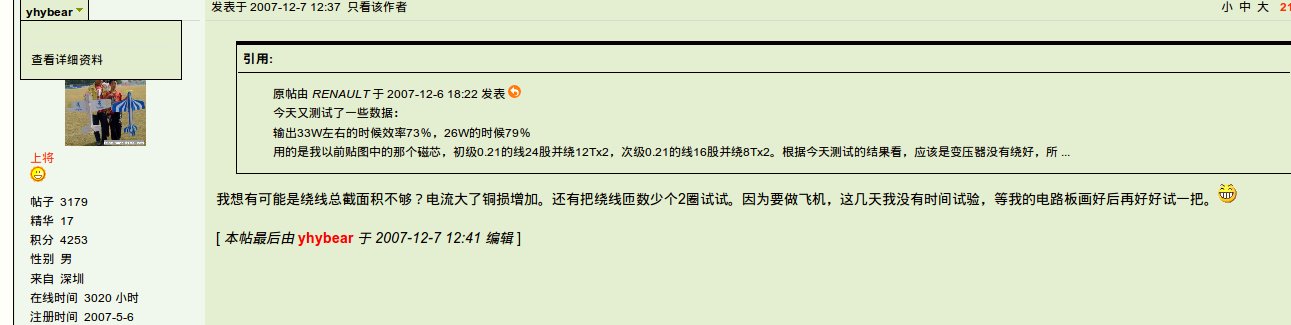 yhybear
查看详细资料
上将
帖子 3179
精华 17
积分 4253
性别 男
来自 深圳
在线时间 3020 小时
注册时间 2007-5-6
发表于 2007-12-7 12:37 只看该作者
小 中 大 21
引用:
原帖由 RENAULT 于 2007-12-6 18:22 发表
今天又测试了一些数据：
输出33W左右的时候效率73%，26W的时候79%
用的是我以前贴图中的那个磁芯，初级0.21的线24股并绕12Tx2，次级0.21的线16股并绕8Tx2。根据今天测试的结果看，应该是变压器没有绕好，所 ...
我想有可能是绕线总截面积不够？电流大了铜损增加。还有把绕线匝数少个2圈试试。因为要做飞机，这几天我没有时间试验，等我的电路板画好后再好好试一把。
[ 本帖最后由 yhybear 于 2007-12-7 12:41 编辑 ]